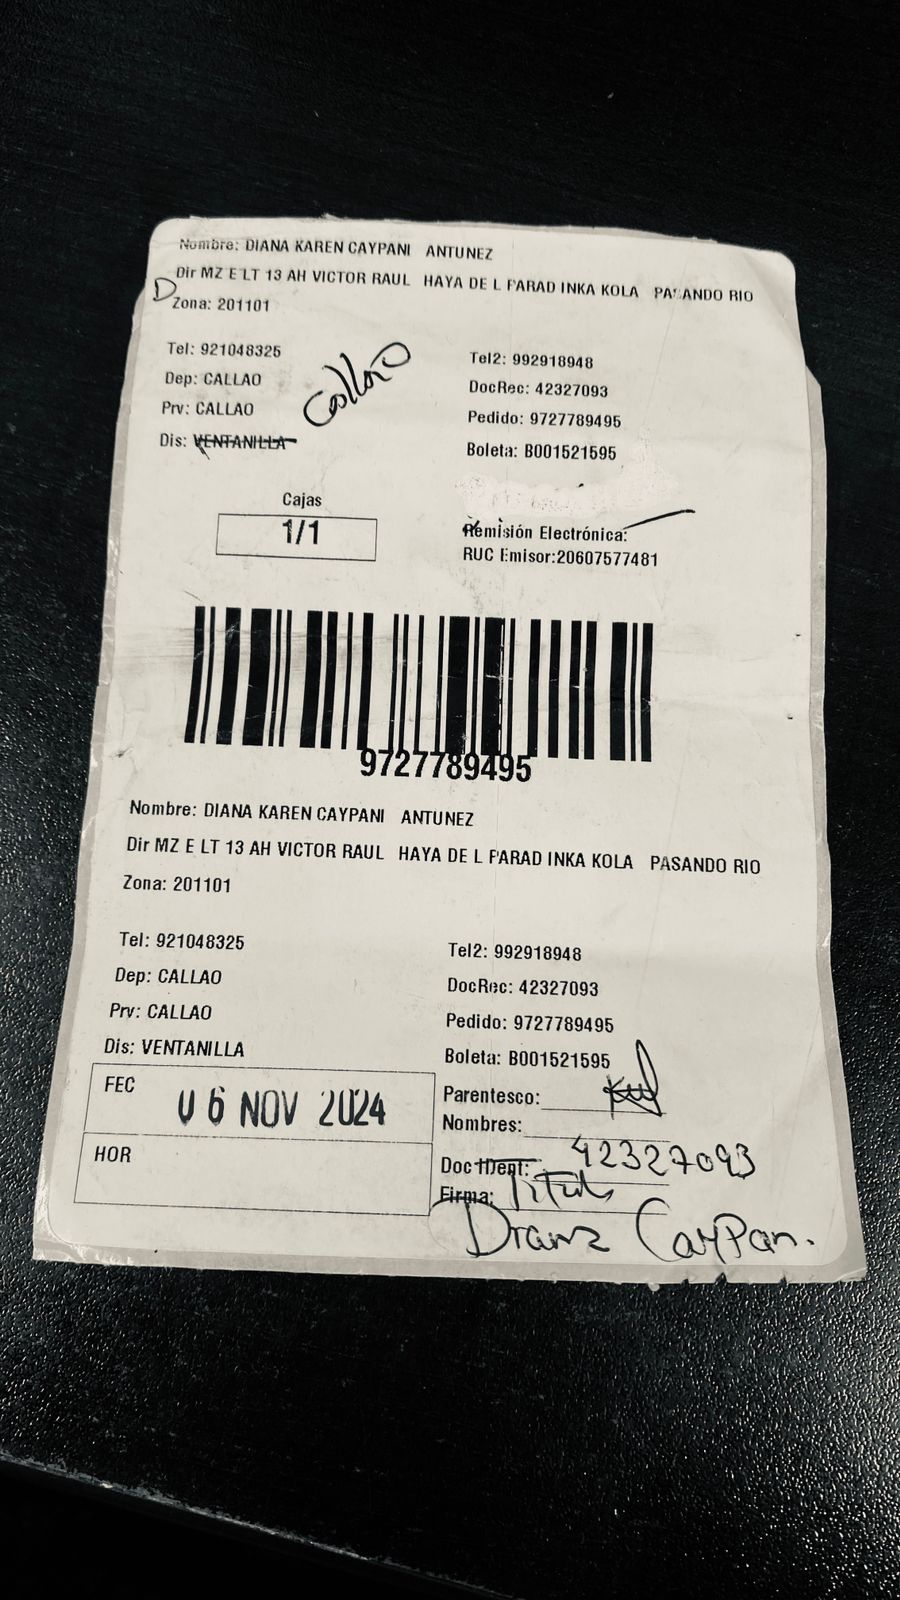 Nombre: DIANA KAREN CAYPANI ANTUNEZ
Dir MZ E LT 13 AH VICTOR RAUL HAYA DE L PARAD INKA KOLA PASANDO RIO
D
Zona: 201101
Tel: 921048325
Tel2: 992918948
Dep: CALLAO
Callao
DocRec: 42327093
Prv: CALLAO
Pedido: 9727789495
Dis: VENTANILLA
Boleta: B001521595
Cajas
1/1
Remisión Electrónica:
RUC Emisor:20607577481
9727789495
Nombre: DIANA KAREN CAYPANI ANTUNEZ
Dir MZ E LT 13 AH VICTOR RAUL HAYA DE L PARAD INKA KOLA PASANDO RIO
Zona: 201101
Tel: 921048325
Tel2: 992918948
Dep: CALLAO
DocRec: 42327093
Prv: CALLAO
Pedido: 9727789495
Dis: VENTANILLA
Boleta: B001521595
FEC 06 NOV 2024
Parentesco:
Nombres:
HOR
Doc Ident: 42327093
Firma: